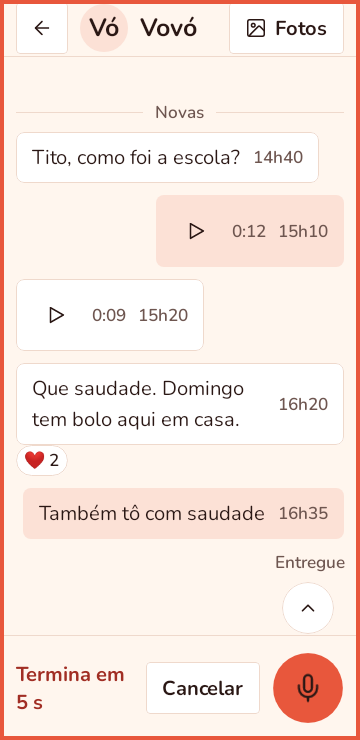 Vó Vovó Fotos
Novas
Tito, como foi a escola? 14h40
0:12 15h10
0:09 15h20
Que saudade. Domingo
tem bolo aqui em casa. 16h20
❤️ 2
Também tô com saudade 16h35
Entregue
Termina em
5 s
Cancelar